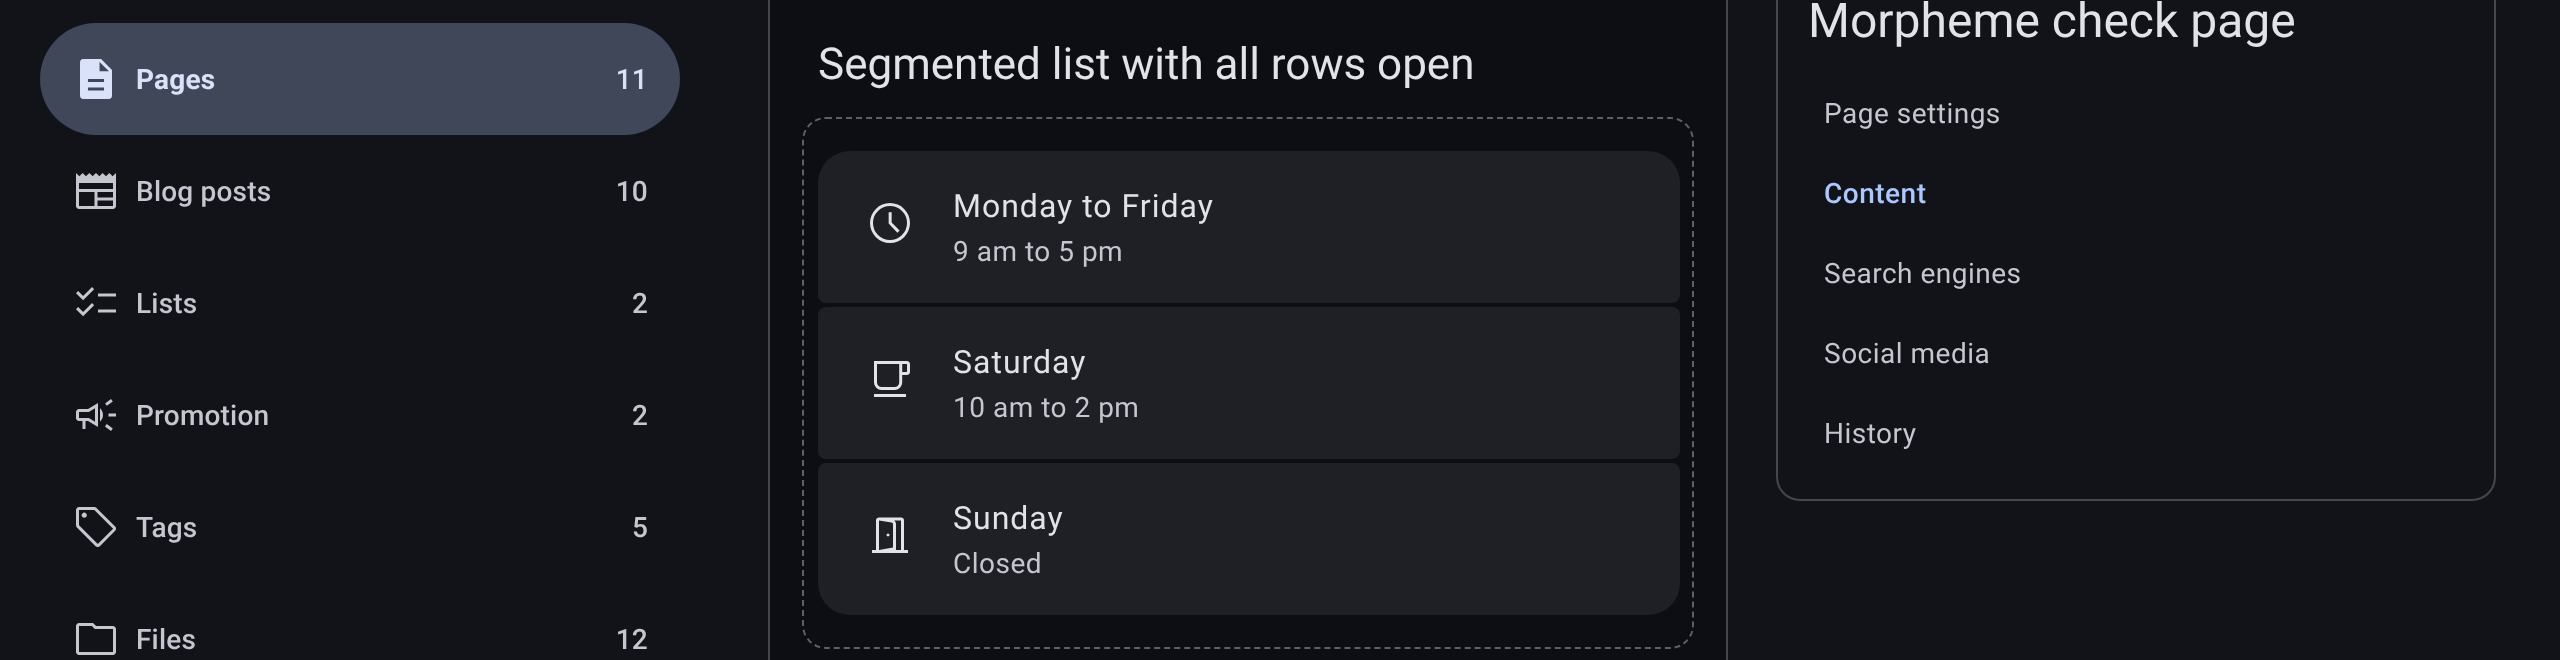 Pages 11
Blog posts 10
Lists 2
Promotion 2
Tags 5
Files 12
Segmented list with all rows open
Monday to Friday
9 am to 5 pm
Saturday
10 am to 2 pm
Sunday
Closed
Morpheme check page
Page settings
Content
Search engines
Social media
History